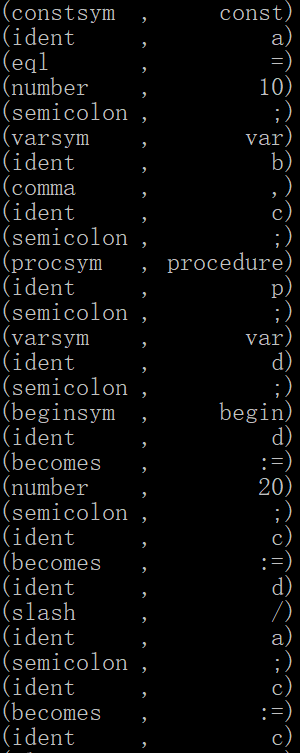 (constsym ,     const)
(ident    ,         a)
(eql      ,         =)
(number   ,        10)
(semicolon ,         ;)
(varsym   ,       var)
(ident    ,         b)
(comma    ,         ,)
(ident    ,         c)
(semicolon ,         ;)
(procsym  , procedure)
(ident    ,         p)
(semicolon ,         ;)
(varsym   ,       var)
(ident    ,         d)
(semicolon ,         ;)
(beginsym ,     begin)
(ident    ,         d)
(becomes  ,        :=)
(number   ,        20)
(semicolon ,         ;)
(ident    ,         c)
(becomes  ,        :=)
(ident    ,         d)
(slash    ,         /)
(ident    ,         a)
(semicolon ,         ;)
(ident    ,         c)
(becomes  ,        :=)
(ident    ,         c)